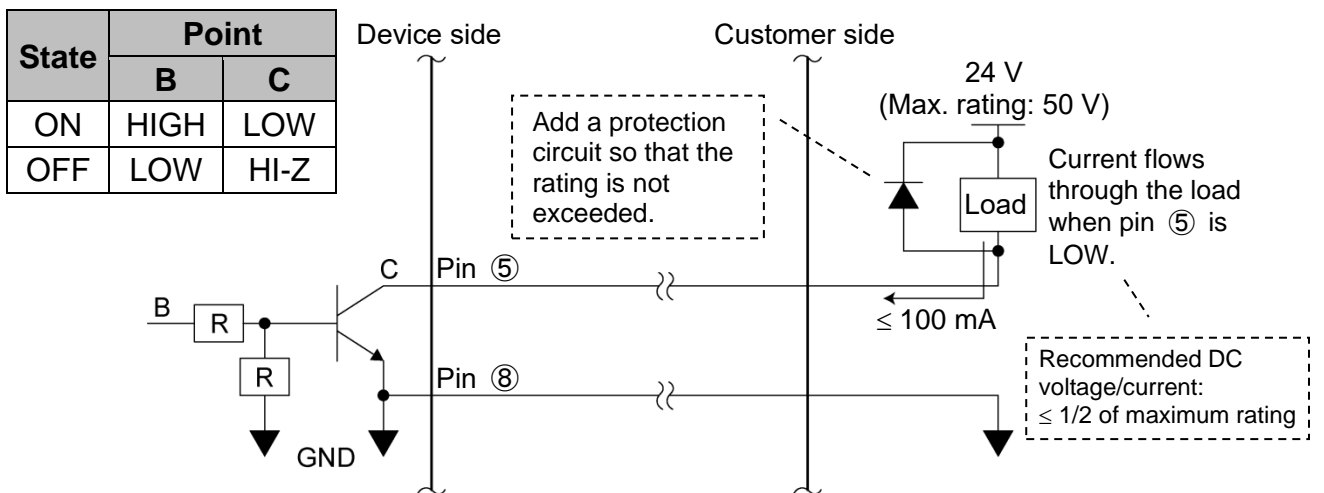 State Point
B C
ON HIGH LOW
OFF LOW HI-Z
Device side
Customer side
24 V
(Max. rating: 50 V)
Add a protection
circuit so that the
rating is not
exceeded.
Load
Current flows
through the load
when pin ⑤ is
LOW.
C
Pin ⑤
≤ 100 mA
B
R
R
Pin ⑧
GND
Recommended DC
voltage/current:
≤ 1/2 of maximum rating